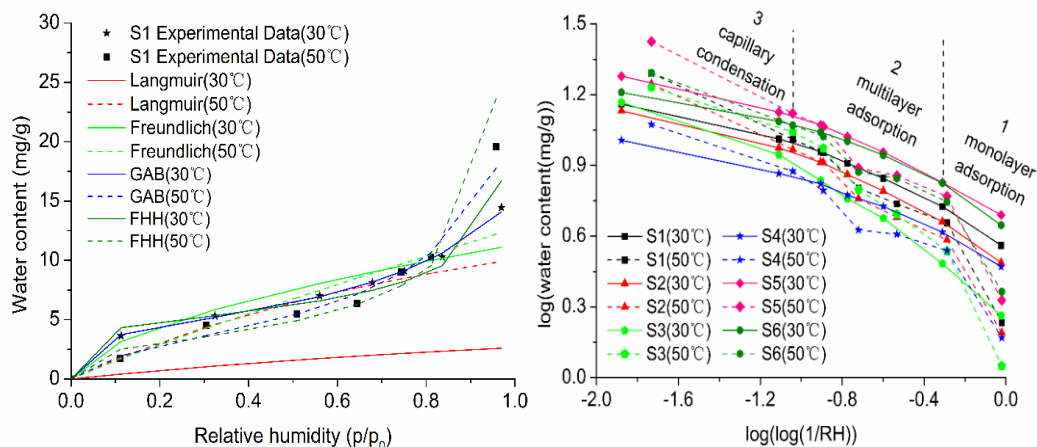 30
25
20
15
10
5
0
Water content (mg/g)
0.0 0.2 0.4 0.6 0.8 1.0
Relative humidity (p/p0)
S1 Experimental Data(30℃)
S1 Experimental Data(50℃)
Langmuir(30℃)
Langmuir(50℃)
Freundlich(30℃)
Freundlich(50℃)
GAB(30℃)
GAB(50℃)
FHH(30℃)
FHH(50℃)
1.5
1.2
0.9
0.6
0.3
0.0
log(water content(mg/g))
-2.0 -1.6 -1.2 -0.8 -0.4 0.0
log(log(1/RH))
3
capillary
condensation
2
multilayer
adsorption
1
monolayer
adsorption
S1(30℃)
S1(50℃)
S2(30℃)
S2(50℃)
S3(30℃)
S3(50℃)
S4(30℃)
S4(50℃)
S5(30℃)
S5(50℃)
S6(30℃)
S6(50℃)